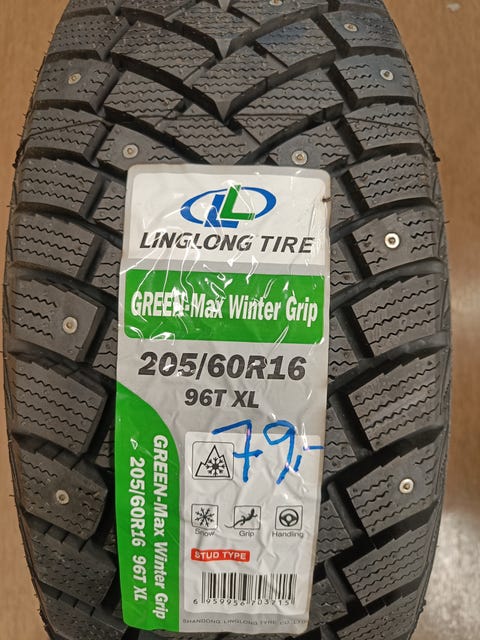 LINGLONG TIRE
GREEN-Max Winter Grip
205/60R16
96T XL
79,-
Snow Grip Handling
STUD TYPE
6 959956 703715
SHANDONG LINGLONG TIRE CO.,LTD
GREEN-Max Winter Grip
205/60R16 96T XL